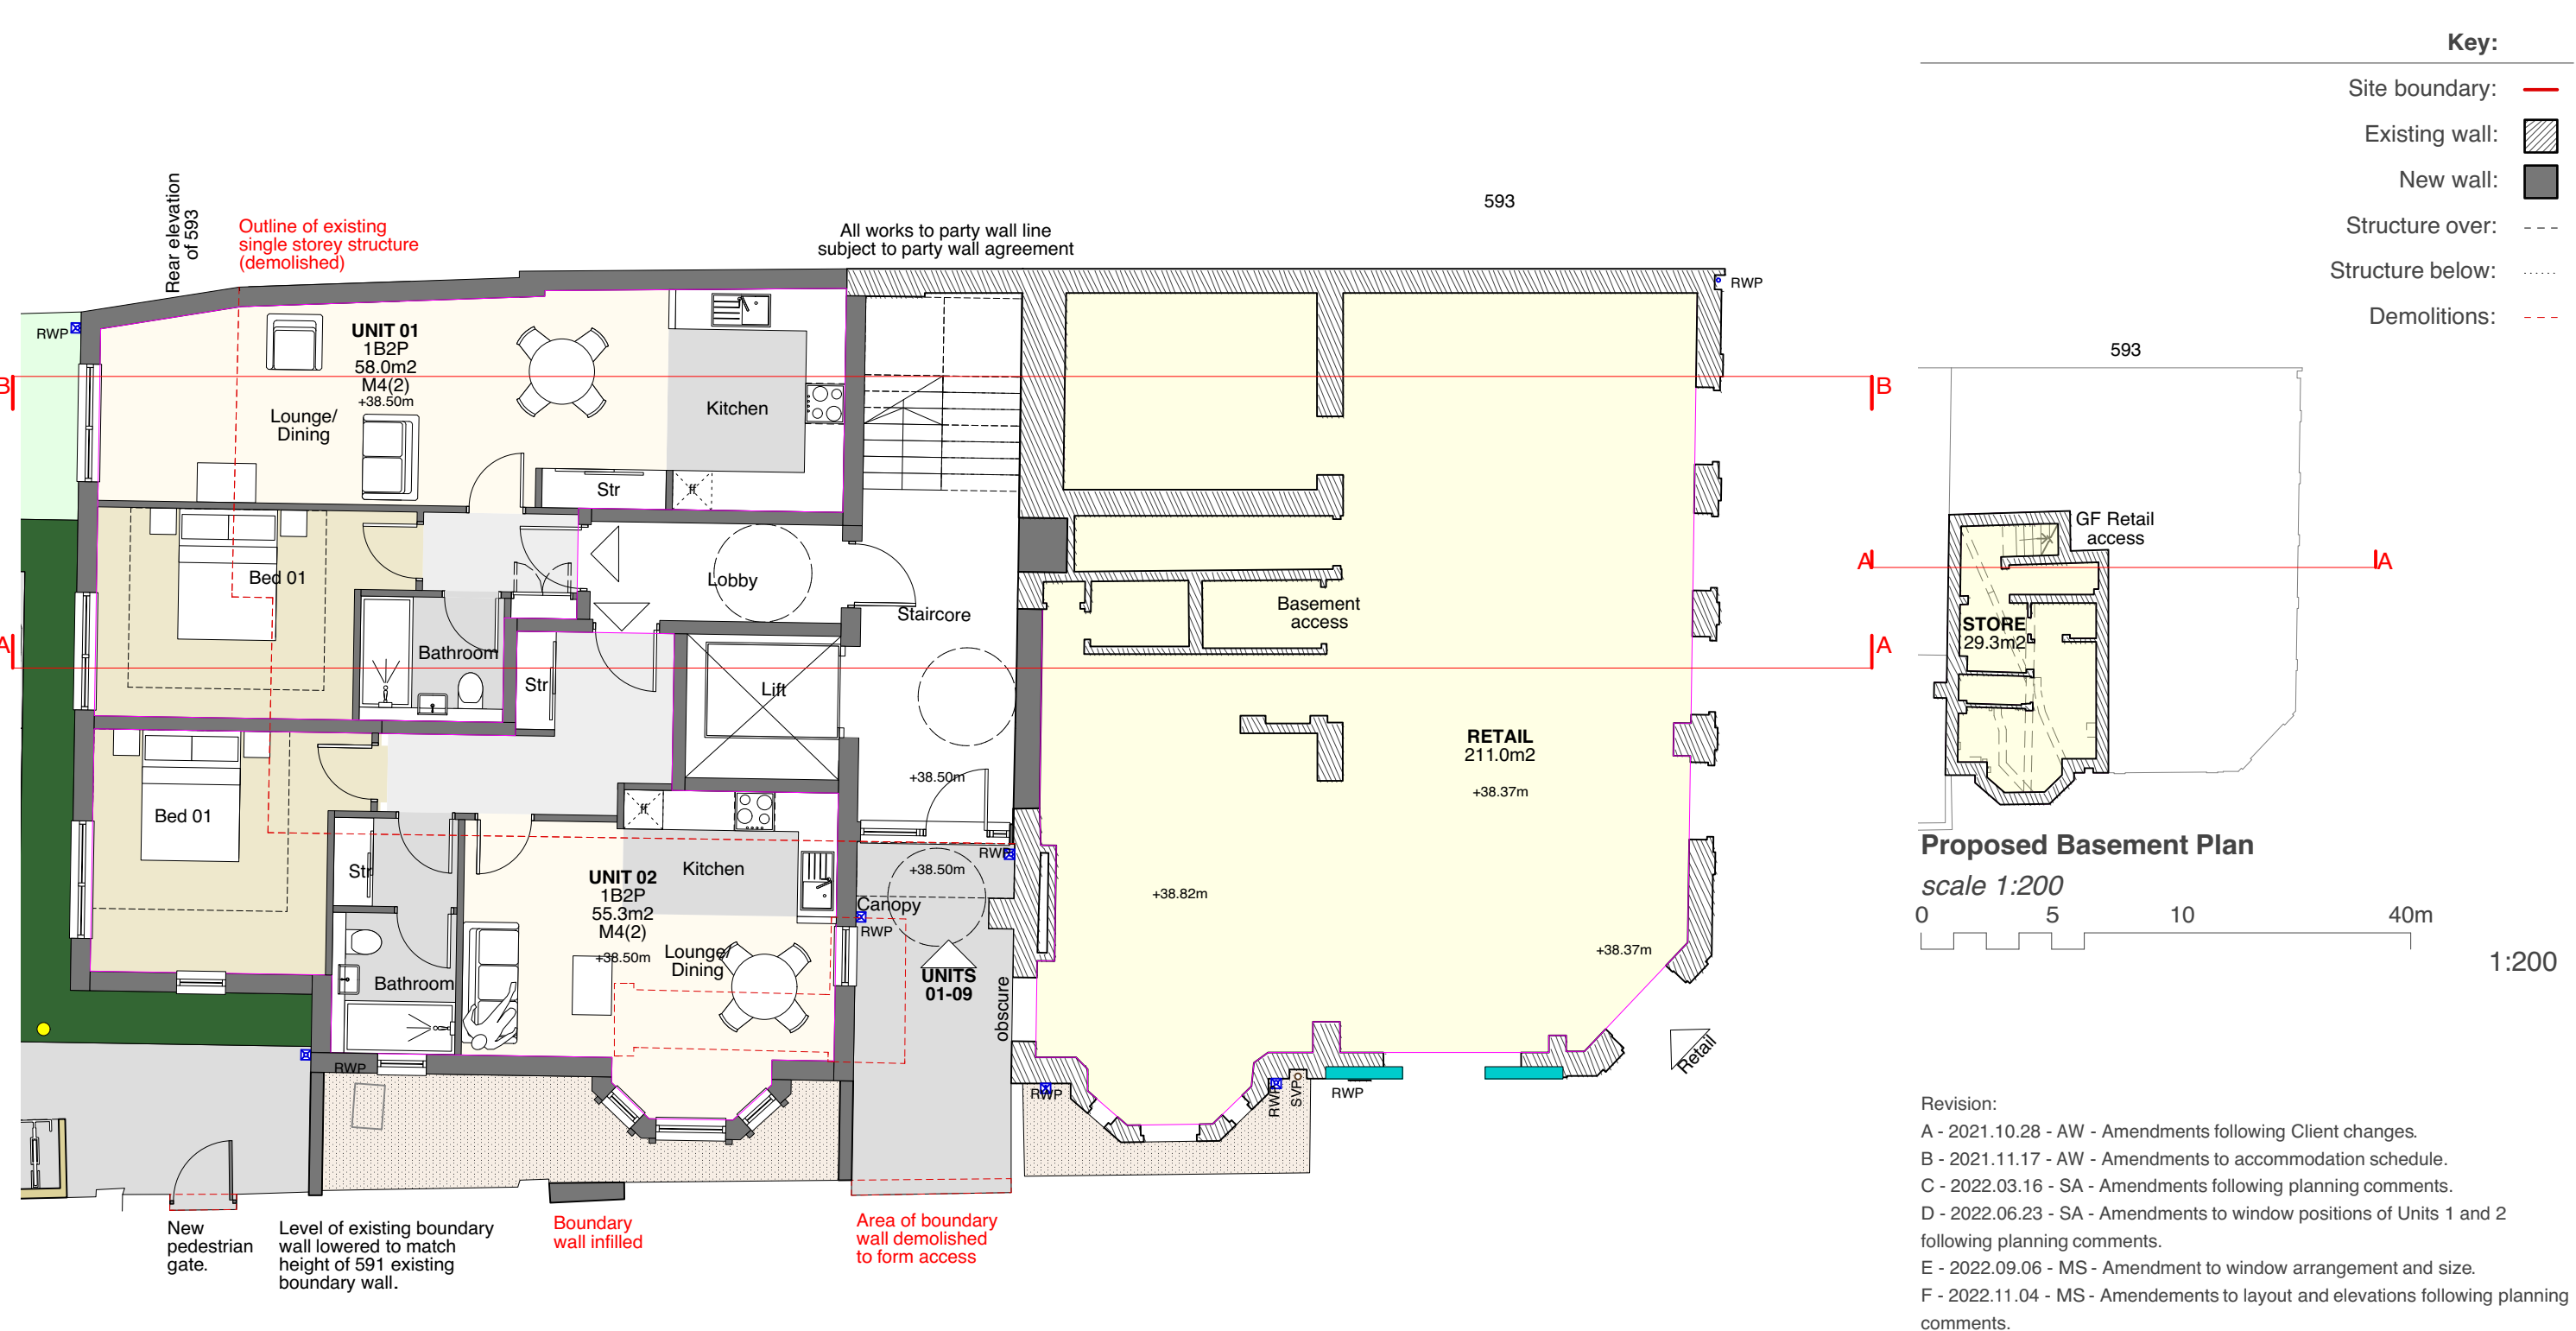 Key:
Site boundary:
Existing wall:
New wall:
Structure over:
Structure below:
Demolitions:
593
Rear elevation
of 593
Outline of existing
single storey structure
(demolished)
All works to party wall line
subject to party wall agreement
RWP
RWP
UNIT 01
1B2P
58.0m2
M4(2)
+38.50m
Lounge/
Dining
Kitchen
Str
ff
B
B
Bed 01
Lobby
Staircore
Bathroom
Basement
access
Str
Lift
A
A
RETAIL
211.0m2
+38.37m
+38.50m
Bed 01
Str
UNIT 02
1B2P
55.3m2
M4(2)
+38.50m
ff
Kitchen
Lounge/
Dining
Bathroom
RWP
+38.50m
Canopy
RWP
UNITS
01-09
obscure
+38.82m
+38.37m
Retail
RWP
RWP
RWP
SVP
RWP
New
pedestrian
gate.
Level of existing boundary
wall lowered to match
height of 591 existing
boundary wall.
Boundary
wall infilled
Area of boundary
wall demolished
to form access
593
GF Retail
access
A
A
STORE
29.3m2
Proposed Basement Plan
scale 1:200
0 5 10 40m
1:200
Revision:
A - 2021.10.28 - AW - Amendments following Client changes.
B - 2021.11.17 - AW - Amendments to accommodation schedule.
C - 2022.03.16 - SA - Amendments following planning comments.
D - 2022.06.23 - SA - Amendments to window positions of Units 1 and 2
following planning comments.
E - 2022.09.06 - MS - Amendment to window arrangement and size.
F - 2022.11.04 - MS - Amendements to layout and elevations following planning
comments.